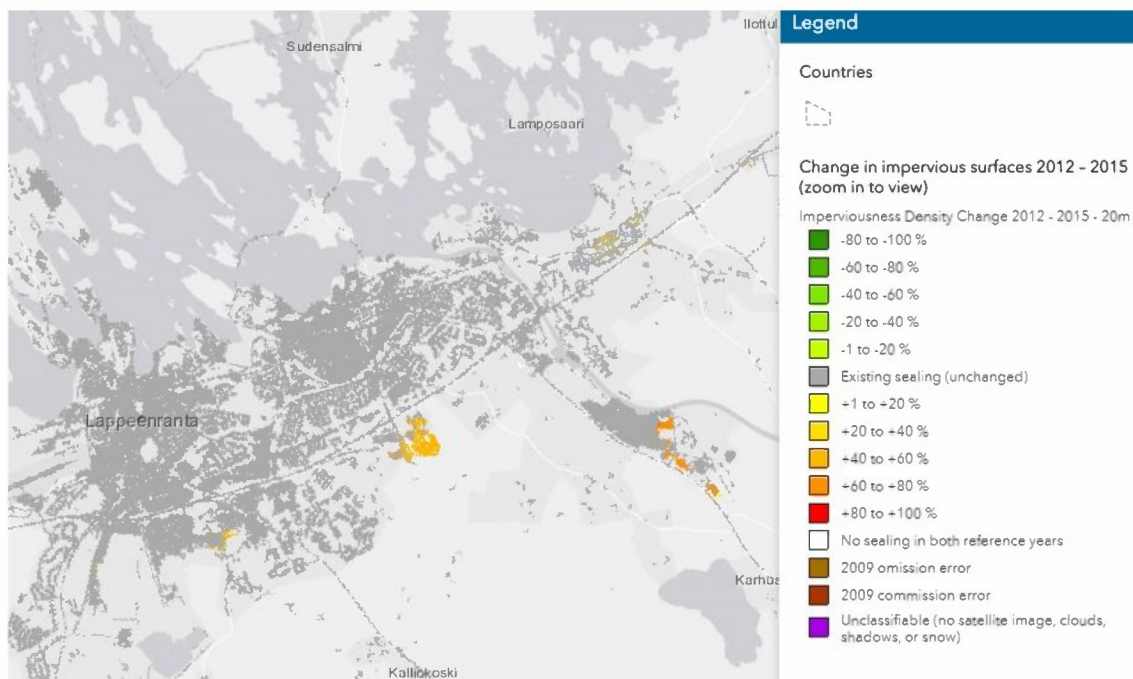 Ilottul
Sudensalmi
Lamposaari
Lappeenranta
Karhus
Kalliokoski
Legend
Countries
Change in impervious surfaces 2012 - 2015
(zoom in to view)
Imperviousness Density Change 2012 - 2015 - 20m
-80 to -100 %
-60 to -80 %
-40 to -60 %
-20 to -40 %
-1 to -20 %
Existing sealing (unchanged)
+1 to +20 %
+20 to +40 %
+40 to +60 %
+60 to +80 %
+80 to +100 %
No sealing in both reference years
2009 omission error
2009 commission error
Unclassifiable (no satellite image, clouds,
shadows, or snow)